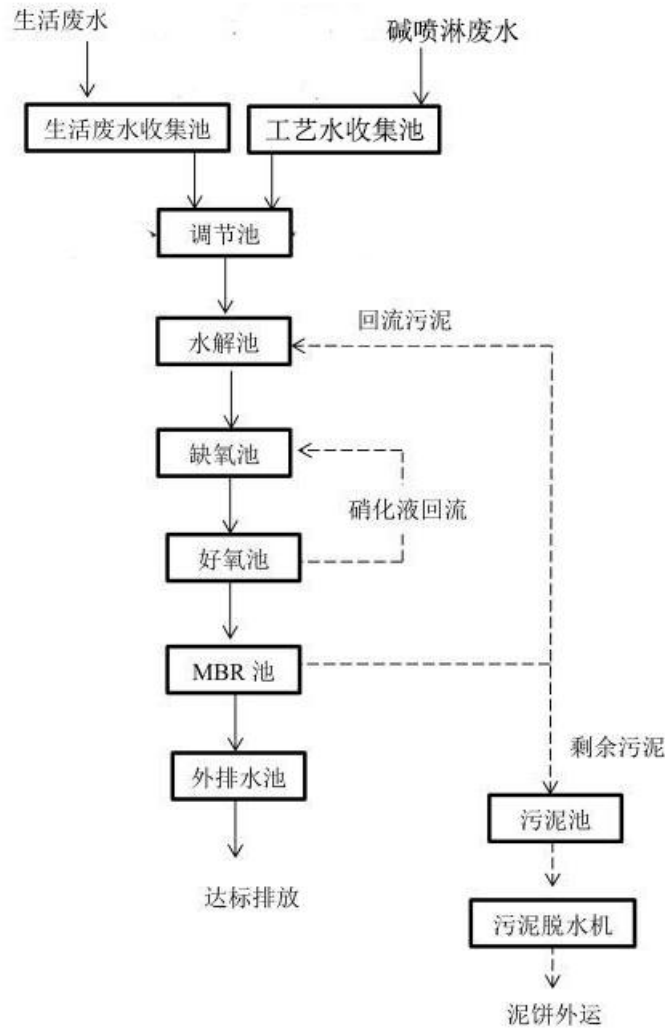 生活废水
碱喷淋废水
生活废水收集池
工艺水收集池
调节池
水解池
回流污泥
缺氧池
硝化液回流
好氧池
MBR 池
剩余污泥
外排水池
污泥池
达标排放
污泥脱水机
泥饼外运